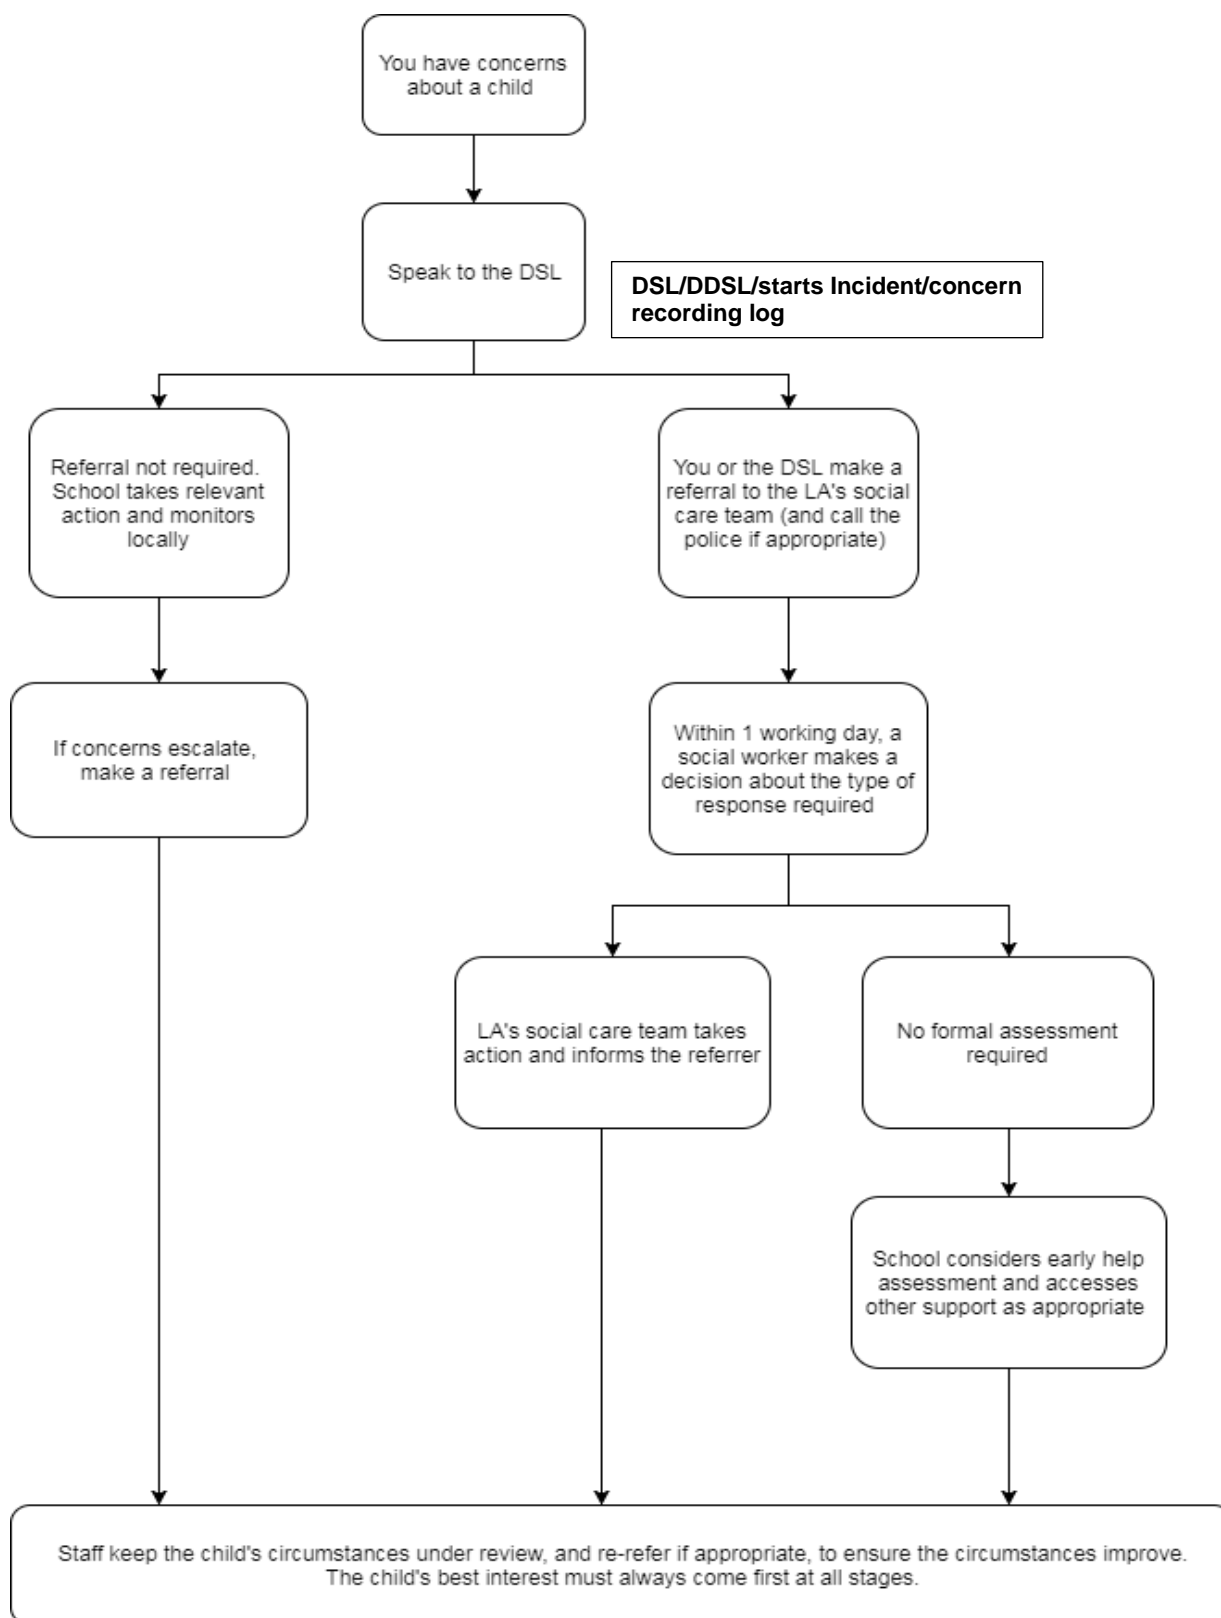 You have concerns
about a child
Speak to the DSL
DSL/DDSL/starts Incident/concern
recording log
Referral not required.
School takes relevant
action and monitors
locally
You or the DSL make a
referral to the LA's social
care team (and call the
police if appropriate)
If concerns escalate,
make a referral
Within 1 working day, a
social worker makes a
decision about the type of
response required
LA's social care team takes
action and informs the referrer
No formal assessment
required
School considers early help
assessment and accesses
other support as appropriate
Staff keep the child's circumstances under review, and re-refer if appropriate, to ensure the circumstances improve.
The child's best interest must always come first at all stages.